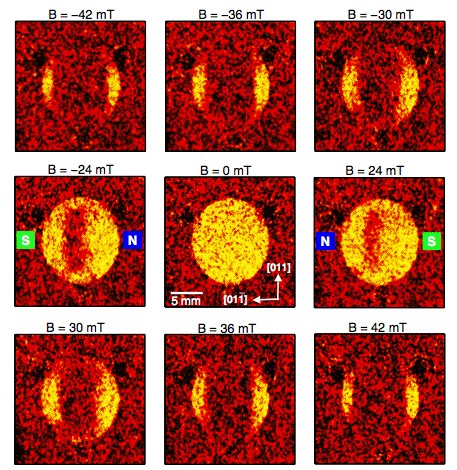 B = −42 mT
B = −36 mT
B = −30 mT
B = −24 mT
B = 0 mT
B = 24 mT
S
N
N
S
[011]
5 mm
[011̅]
B = 30 mT
B = 36 mT
B = 42 mT